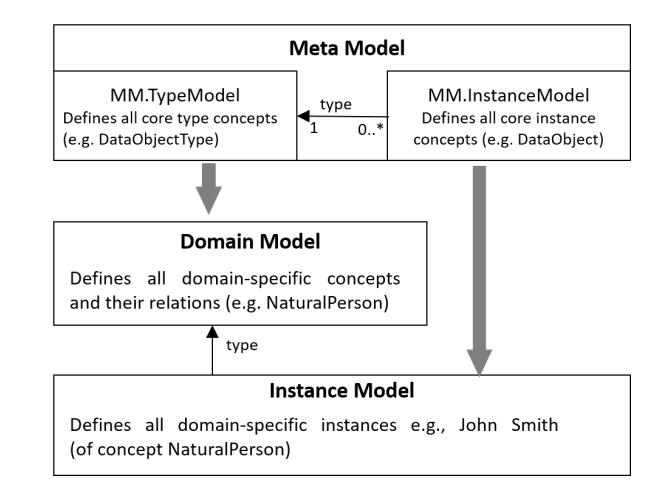 Meta Model
MM.TypeModel
Defines all core type concepts
(e.g. DataObjectType)
type
1
0..*
MM.InstanceModel
Defines all core instance
concepts (e.g. DataObject)
Domain Model
Defines all domain-specific concepts
and their relations (e.g. NaturalPerson)
type
Instance Model
Defines all domain-specific instances e.g., John Smith
(of concept NaturalPerson)